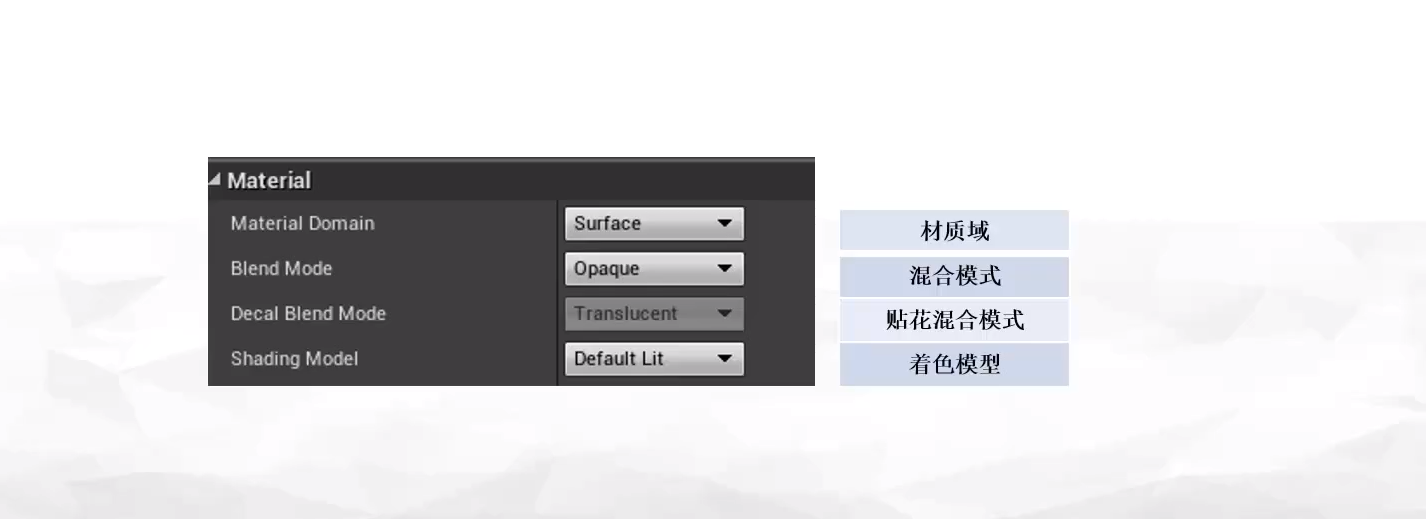 Material
Material Domain Surface 材质域
Blend Mode Opaque 混合模式
Decal Blend Mode Translucent 贴花混合模式
Shading Model Default Lit 着色模型